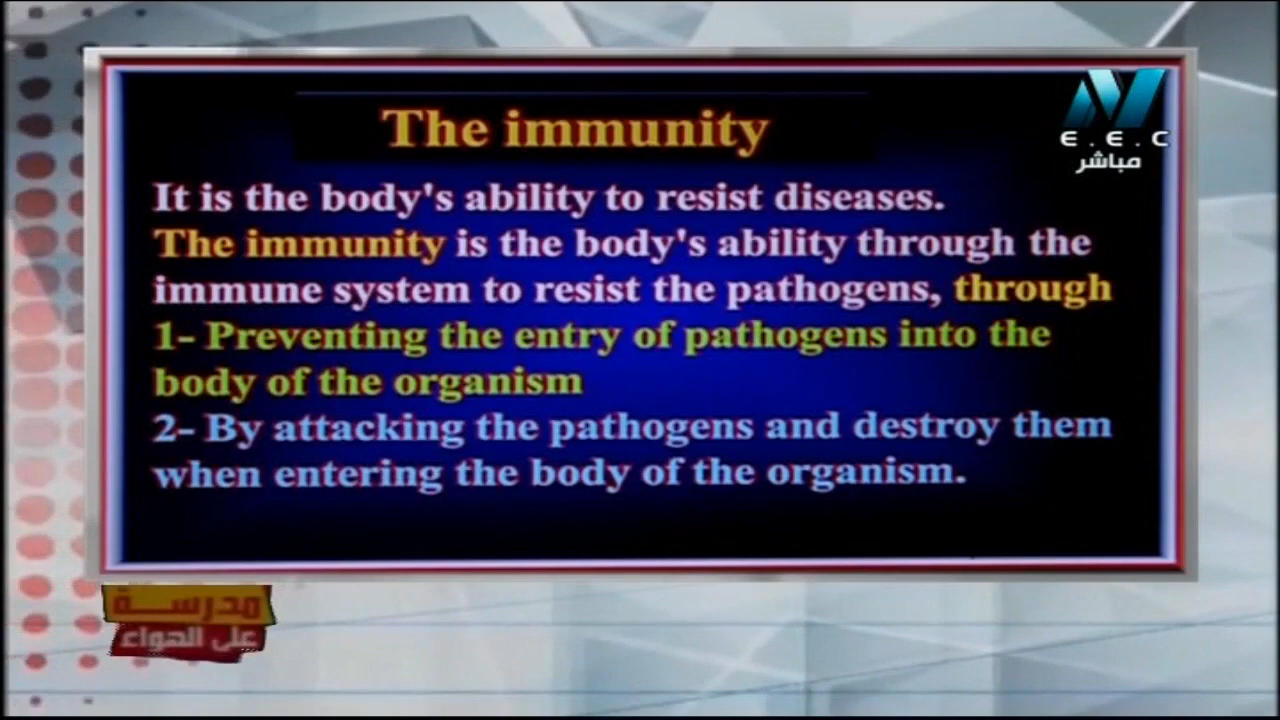 The immunity
E.E.C
مباشر
It is the body's ability to resist diseases.
The immunity is the body's ability through the
immune system to resist the pathogens, through
1- Preventing the entry of pathogens into the
body of the organism
2- By attacking the pathogens and destroy them
when entering the body of the organism.
مدرسة
على الهواء